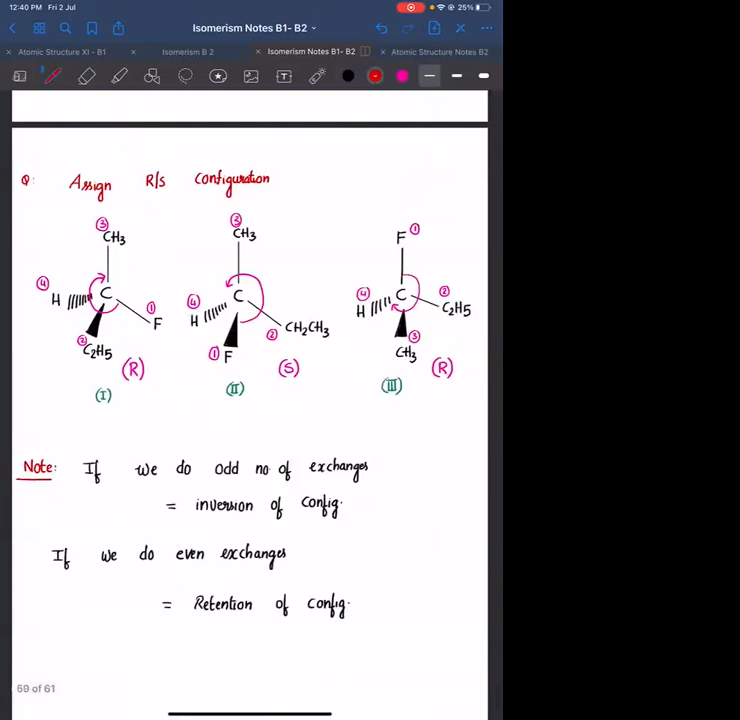 12:40 PM Fri 2 Jul
25%
Isomerism Notes B1- B2
Atomic Structure XI - B1
Isomerism B 2
Isomerism Notes B1- B2
Atomic Structure Notes B2
Q: Assign R/S Configuration
③ CH3
④ H
C
① F
② C2H5
(R)
(I)
③ CH3
④ H
C
② CH2CH3
① F
(S)
(II)
F ①
④ H
C
② C2H5
③ CH3
(R)
(III)
Note: If we do odd no of exchanges
= inversion of config.
If we do even exchanges
= Retention of config.
59 of 61